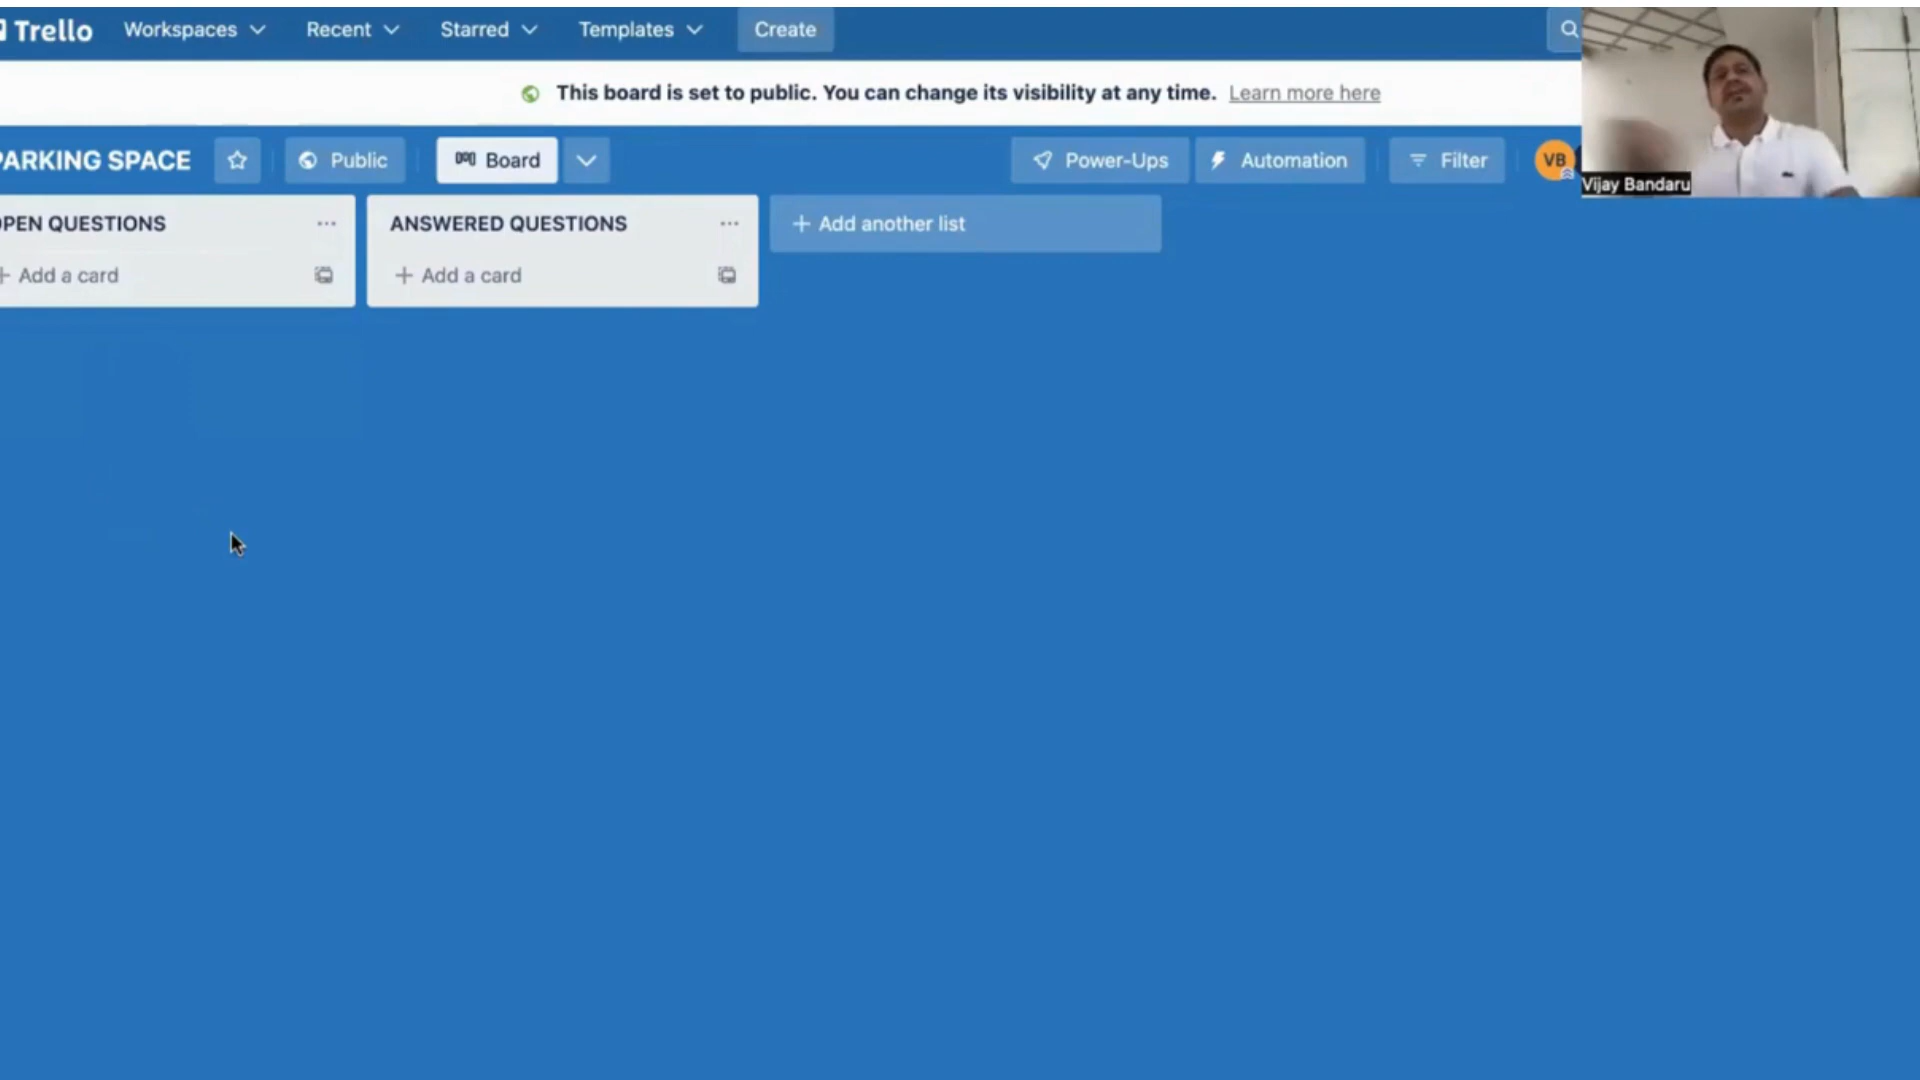 Trello Workspaces Recent Starred Templates Create
This board is set to public. You can change its visibility at any time. Learn more here
PARKING SPACE Public Board Power-Ups Automation Filter VB
Vijay Bandaru
OPEN QUESTIONS ANSWERED QUESTIONS + Add another list
+ Add a card + Add a card